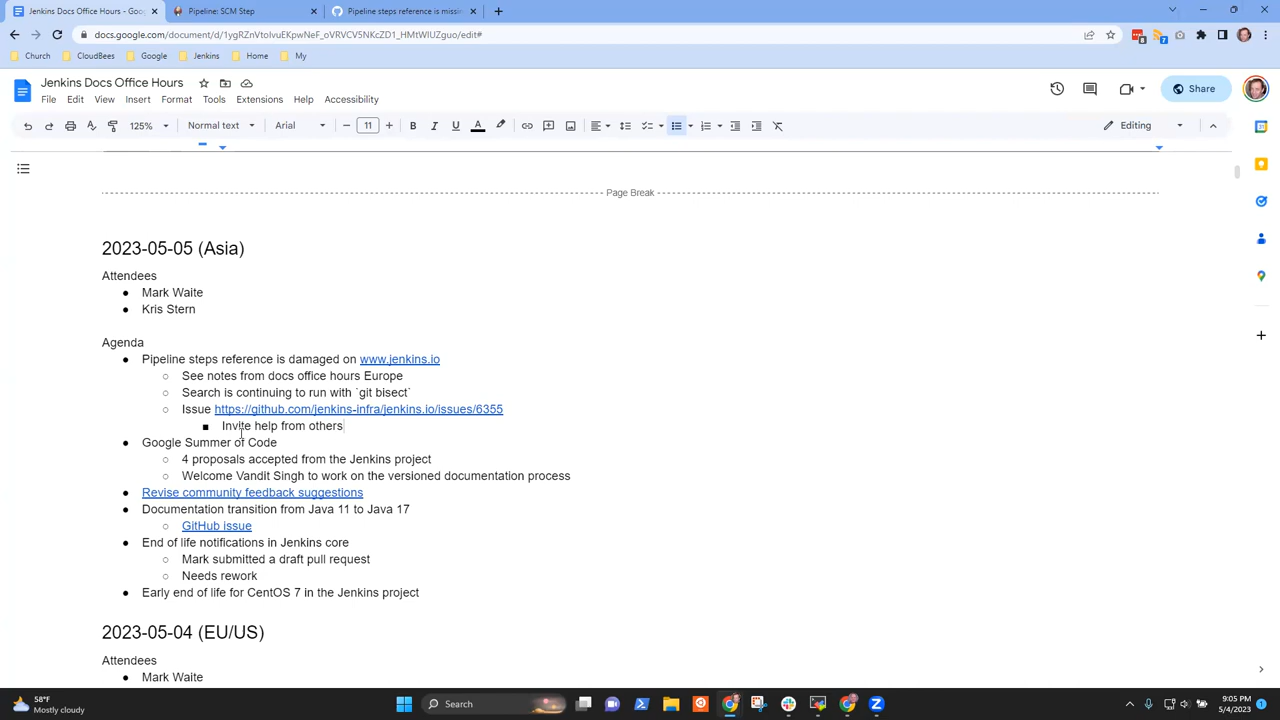 Jenkins Docs Office Hours - Goo
Pipeline: SCM Step
Pipeline steps reference is missi
docs.google.com/document/d/1ygRZnVtoIvuEKpwNeF_oVRVCV5NKcZD1_HMtWIUZguo/edit#
Church
CloudBees
Google
Jenkins
Home
My
Jenkins Docs Office Hours
File Edit View Insert Format Tools Extensions Help Accessibility
Share
125%
Normal text
Arial
11
Editing
Page Break
2023-05-05 (Asia)
Attendees
Mark Waite
Kris Stern
Agenda
Pipeline steps reference is damaged on www.jenkins.io
See notes from docs office hours Europe
Search is continuing to run with `git bisect`
Issue https://github.com/jenkins-infra/jenkins.io/issues/6355
Invite help from others
Google Summer of Code
4 proposals accepted from the Jenkins project
Welcome Vandit Singh to work on the versioned documentation process
Revise community feedback suggestions
Documentation transition from Java 11 to Java 17
GitHub issue
End of life notifications in Jenkins core
Mark submitted a draft pull request
Needs rework
Early end of life for CentOS 7 in the Jenkins project
2023-05-04 (EU/US)
Attendees
Mark Waite
58°F
Mostly cloudy
Search
9:05 PM
5/4/2023